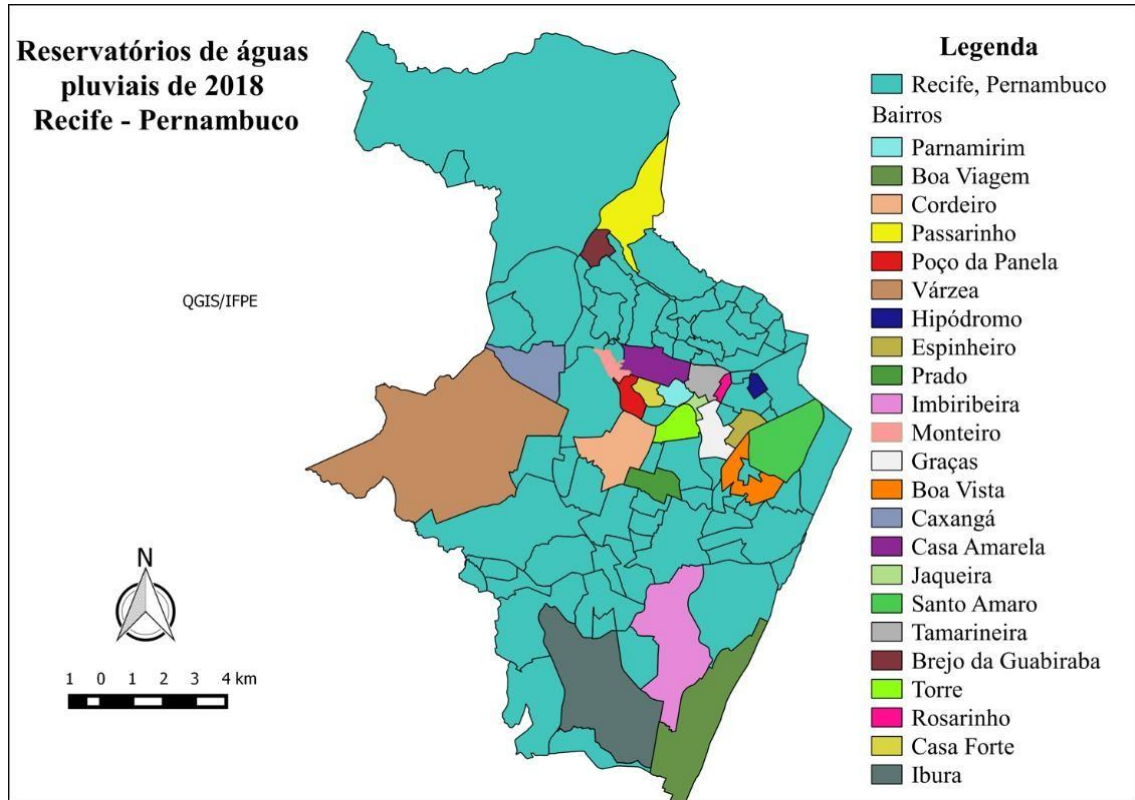 Reservatórios de águas
pluviais de 2018
Recife - Pernambuco
QGIS/IFPE
N
1 0 1 2 3 4 km
Legenda
Recife, Pernambuco
Bairros
Parnamirim
Boa Viagem
Cordeiro
Passarinho
Poço da Panela
Várzea
Hipódromo
Espinheiro
Prado
Imbiribeira
Monteiro
Graças
Boa Vista
Caxangá
Casa Amarela
Jaqueira
Santo Amaro
Tamarineira
Brejo da Guabiraba
Torre
Rosarinho
Casa Forte
Ibura